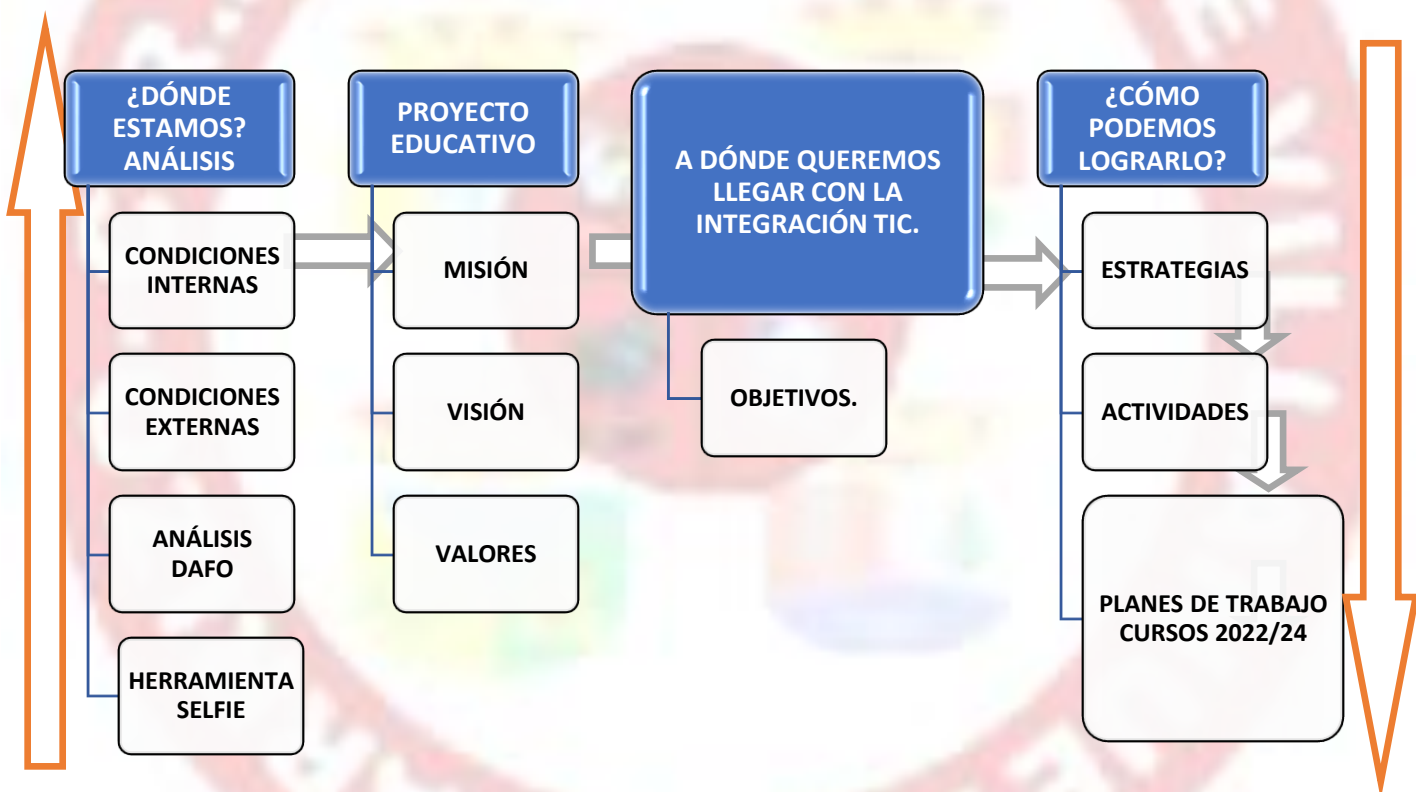 ¿DÓNDE
ESTAMOS?
ANÁLISIS
CONDICIONES
INTERNAS
CONDICIONES
EXTERNAS
ANÁLISIS
DAFO
HERRAMIENTA
SELFIE
PROYECTO
EDUCATIVO
MISIÓN
VISIÓN
VALORES
A DÓNDE QUEREMOS
LLEGAR CON LA
INTEGRACIÓN TIC.
OBJETIVOS.
¿CÓMO
PODEMOS
LOGRARLO?
ESTRATEGIAS
ACTIVIDADES
PLANES DE TRABAJO
CURSOS 2022/24